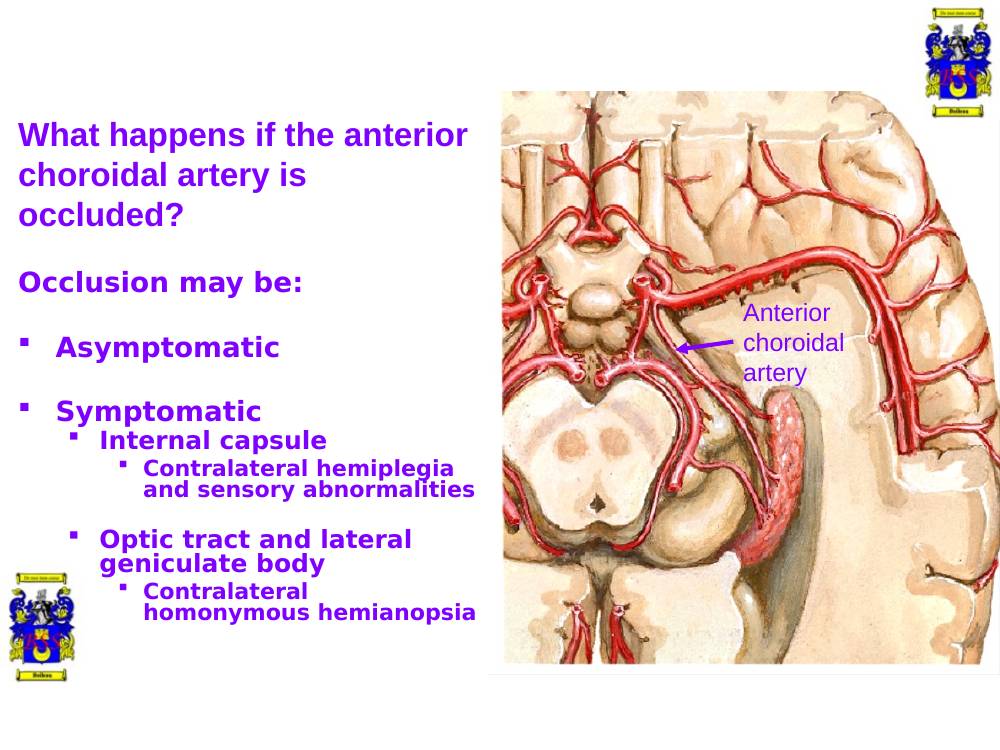 What happens if the anterior
choroidal artery is
occluded?
Occlusion may be:
▪ Asymptomatic
▪ Symptomatic
▪ Internal capsule
▪ Contralateral hemiplegia
and sensory abnormalities
▪ Optic tract and lateral
geniculate body
▪ Contralateral
homonymous hemianopsia
Anterior
choroidal
artery